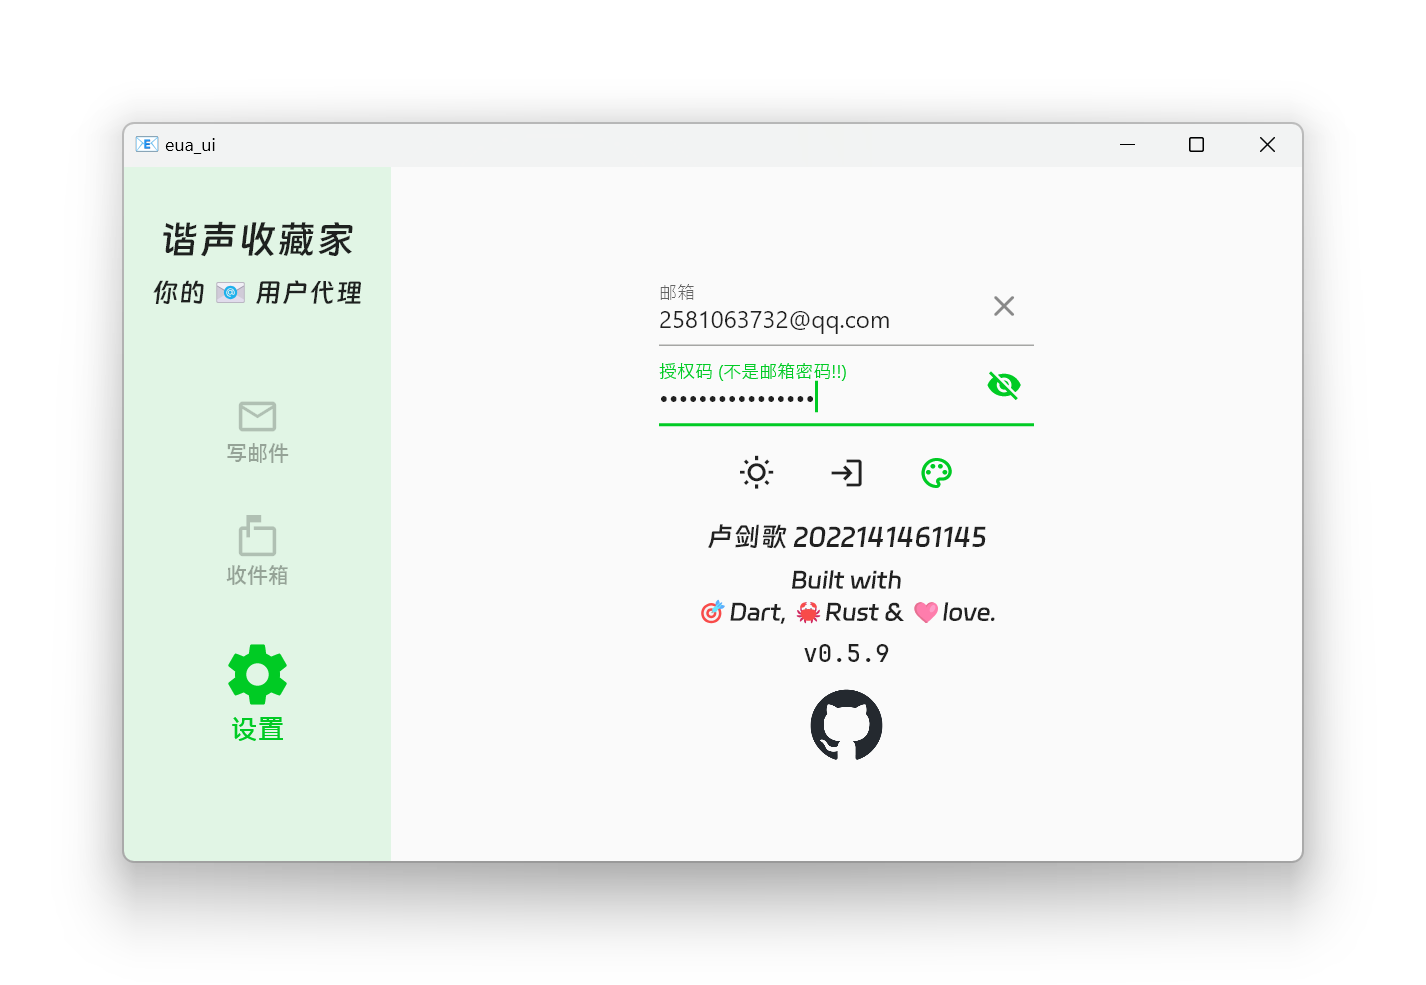 eua_ui
谐声收藏家
你的 📧 用户代理
写邮件
收件箱
设置
邮箱
2581063732@qq.com
授权码 (不是邮箱密码!!)
••••••••••••••••
卢剑歌 2022141461145
Built with
🎯 Dart, 🦀 Rust & 🩷 love.
v0.5.9